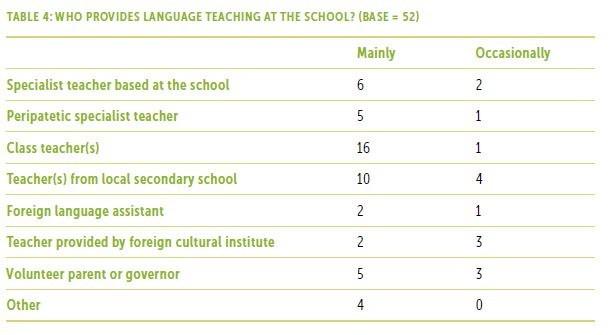 TABLE 4: WHO PROVIDES LANGUAGE TEACHING AT THE SCHOOL? (BASE = 52)
Mainly Occasionally
Specialist teacher based at the school 6 2
Peripatetic specialist teacher 5 1
Class teacher(s) 16 1
Teacher(s) from local secondary school 10 4
Foreign language assistant 2 1
Teacher provided by foreign cultural institute 2 3
Volunteer parent or governor 5 3
Other 4 0